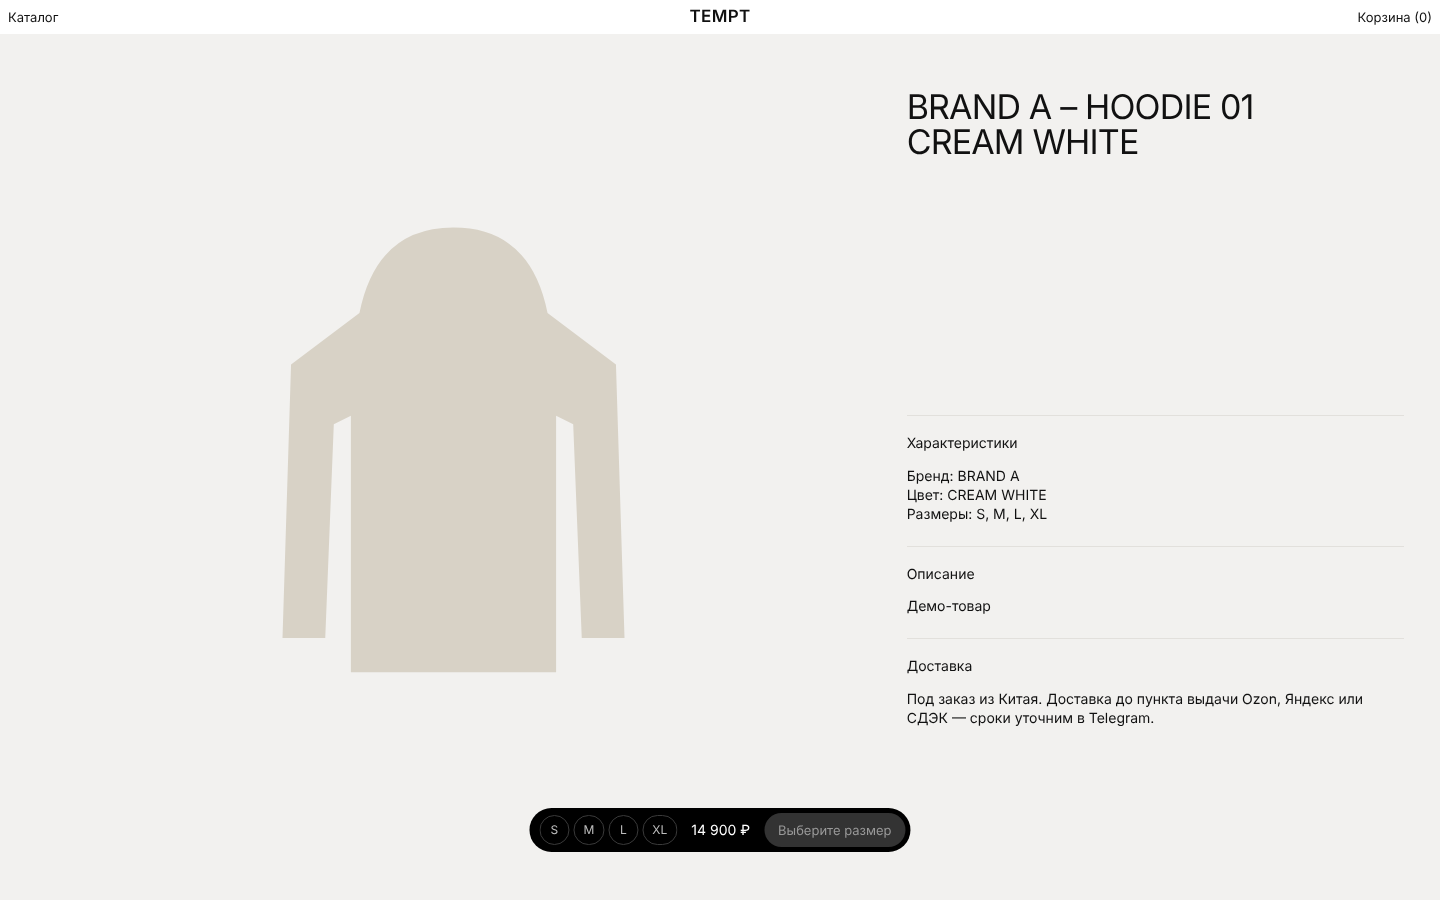 Каталог
TEMPT
Корзина (0)
BRAND A – HOODIE 01
CREAM WHITE
Характеристики
Бренд: BRAND A
Цвет: CREAM WHITE
Размеры: S, M, L, XL
Описание
Демо-товар
Доставка
Под заказ из Китая. Доставка до пункта выдачи Ozon, Яндекс или
СДЭК — сроки уточним в Telegram.
S M L XL 14 900 ₽ Выберите размер